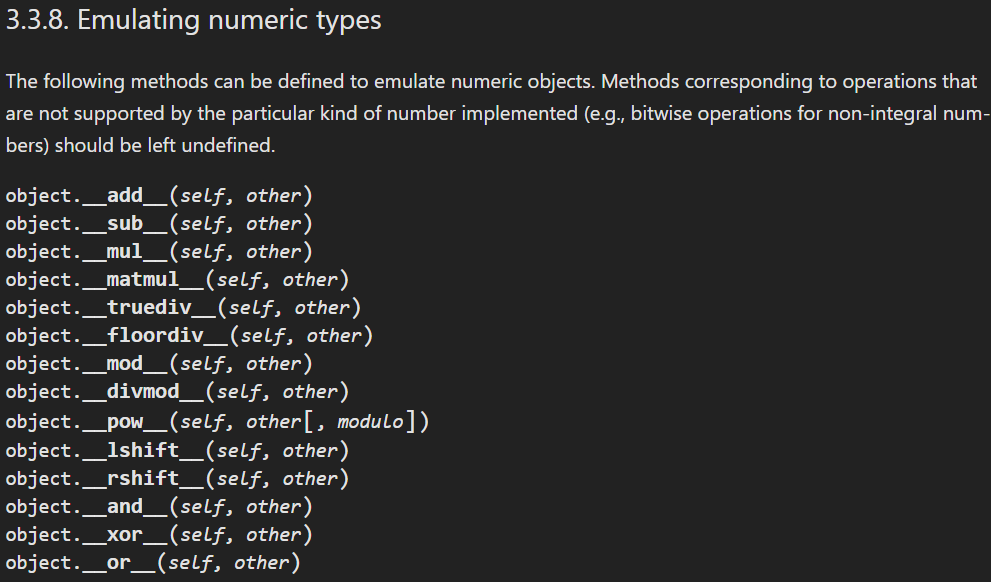 3.3.8. Emulating numeric types
The following methods can be defined to emulate numeric objects. Methods corresponding to operations that
are not supported by the particular kind of number implemented (e.g., bitwise operations for non-integral num-
bers) should be left undefined.
object.__add__(self, other)
object.__sub__(self, other)
object.__mul__(self, other)
object.__matmul__(self, other)
object.__truediv__(self, other)
object.__floordiv__(self, other)
object.__mod__(self, other)
object.__divmod__(self, other)
object.__pow__(self, other[, modulo])
object.__lshift__(self, other)
object.__rshift__(self, other)
object.__and__(self, other)
object.__xor__(self, other)
object.__or__(self, other)